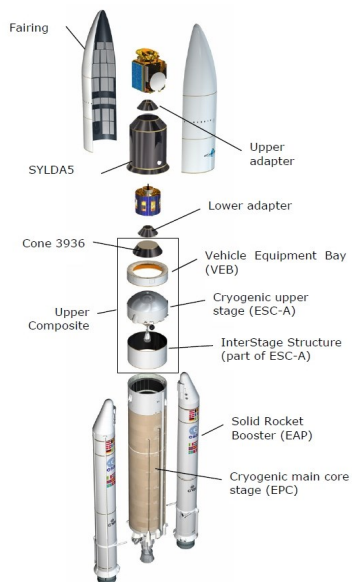 Fairing
Upper
adapter
SYLDA5
Lower adapter
Cone 3936
Vehicle Equipment Bay
(VEB)
Upper
Composite
Cryogenic upper
stage (ESC-A)
InterStage Structure
(part of ESC-A)
Solid Rocket
Booster (EAP)
Cryogenic main core
stage (EPC)